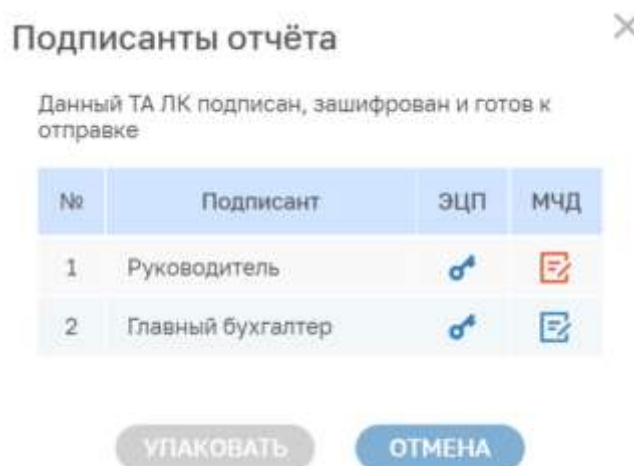 Подписанты отчёта
Данный ТА ЛК подписан, зашифрован и готов к
отправке
№ Подписант ЭЦП МЧД
1 Руководитель
2 Главный бухгалтер
УПАКОВАТЬ ОТМЕНА